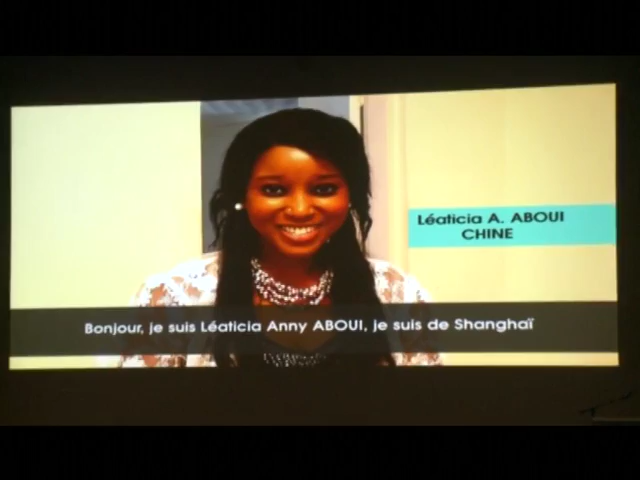 Léaticia A. ABOUI
CHINE
Bonjour, je suis Léaticia Anny ABOUI, je suis de Shanghaï